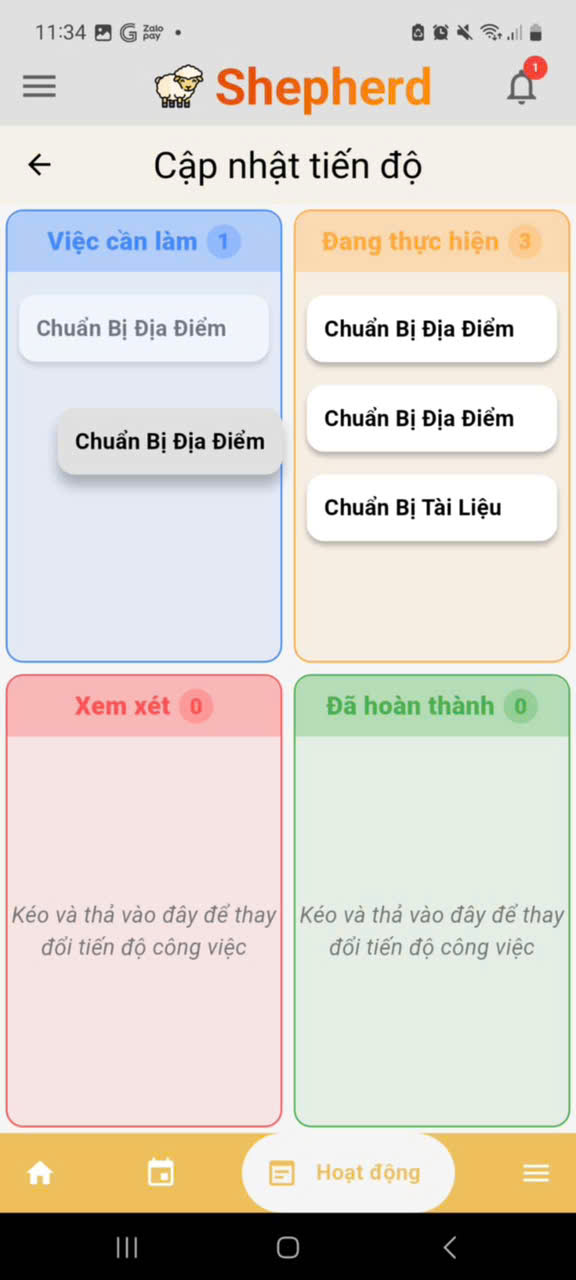 11:34
Zalo
pay
1
Shepherd
Cập nhật tiến độ
Việc cần làm 1
Chuẩn Bị Địa Điểm
Chuẩn Bị Địa Điểm
Đang thực hiện 3
Chuẩn Bị Địa Điểm
Chuẩn Bị Địa Điểm
Chuẩn Bị Tài Liệu
Xem xét 0
Kéo và thả vào đây để thay
đổi tiến độ công việc
Đã hoàn thành 0
Kéo và thả vào đây để thay
đổi tiến độ công việc
Hoạt động